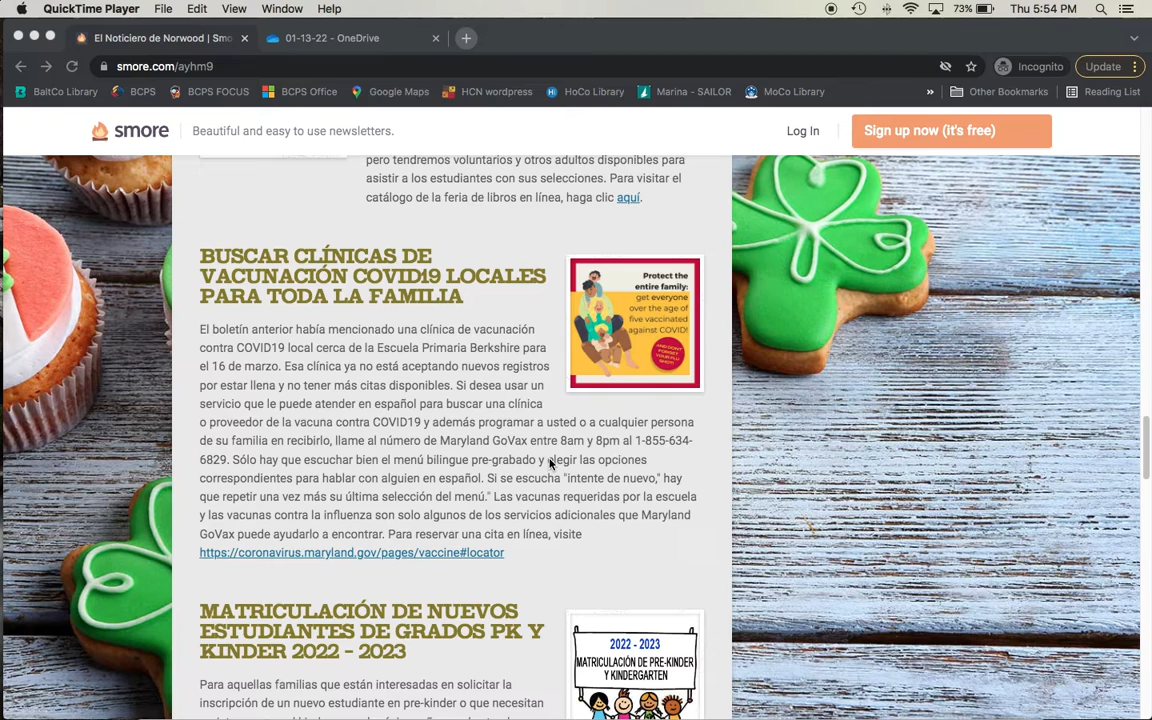 QuickTime Player File Edit View Window Help 73% Thu 5:54 PM
El Noticiero de Norwood | Smo 01-13-22 - OneDrive
smore.com/ayhm9 Incognito Update
BaltCo Library BCPS BCPS FOCUS BCPS Office Google Maps HCN wordpress HoCo Library Marina - SAILOR MoCo Library » Other Bookmarks Reading List
smore Beautiful and easy to use newsletters. Log In Sign up now (it's free)
pero tendremos voluntarios y otros adultos disponibles para
asistir a los estudiantes con sus selecciones. Para visitar el
catálogo de la feria de libros en línea, haga clic aquí.
BUSCAR CLÍNICAS DE
VACUNACIÓN COVID19 LOCALES
PARA TODA LA FAMILIA
Protect the
entire family:
get everyone
over the age of
five vaccinated
against COVID!
AND DON'T
FORGET
YOUR FLU
SHOT!
El boletín anterior había mencionado una clínica de vacunación
contra COVID19 local cerca de la Escuela Primaria Berkshire para
el 16 de marzo. Esa clínica ya no está aceptando nuevos registros
por estar llena y no tener más citas disponibles. Si desea usar un
servicio que le puede atender en español para buscar una clínica
o proveedor de la vacuna contra COVID19 y además programar a usted o a cualquier persona
de su familia en recibirlo, llame al número de Maryland GoVax entre 8am y 8pm al 1-855-634-
6829. Sólo hay que escuchar bien el menú bilingue pre-grabado y elegir las opciones
correspondientes para hablar con alguien en español. Si se escucha "intente de nuevo," hay
que repetir una vez más su última selección del menú." Las vacunas requeridas por la escuela
y las vacunas contra la influenza son solo algunos de los servicios adicionales que Maryland
GoVax puede ayudarlo a encontrar. Para reservar una cita en línea, visite
https://coronavirus.maryland.gov/pages/vaccine#locator
MATRICULACIÓN DE NUEVOS
ESTUDIANTES DE GRADOS PK Y
KINDER 2022 - 2023
2022 - 2023
MATRICULACIÓN DE PRE-KINDER
Y KINDERGARTEN
Para aquellas familias que están interesadas en solicitar la
inscripción de un nuevo estudiante en pre-kinder o que necesitan